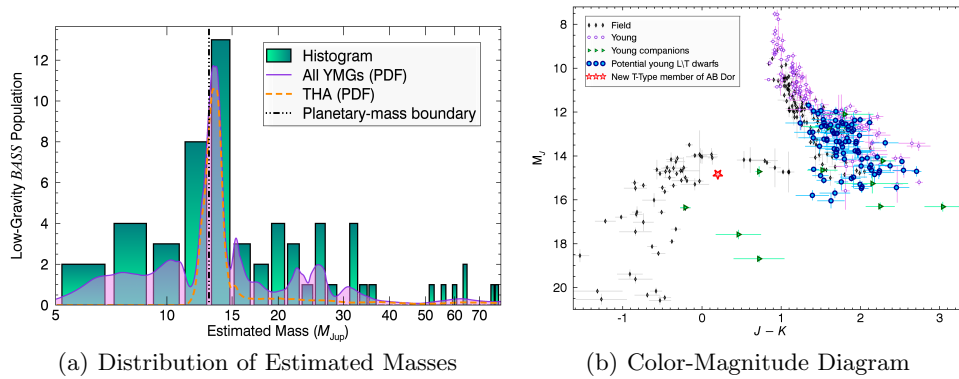 12
10
8
6
4
2
0
Low-Gravity BASS Population
Histogram
All YMGs (PDF)
THA (PDF)
Planetary-mass boundary
5 10 15 20 30 40 50 60 70
Estimated Mass (MJup)
(a) Distribution of Estimated Masses
8
10
12
14
16
18
20
MJ
Field
Young
Young companions
Potential young L\T dwarfs
New T-Type member of AB Dor
-1 0 1 2 3
J − K
(b) Color-Magnitude Diagram